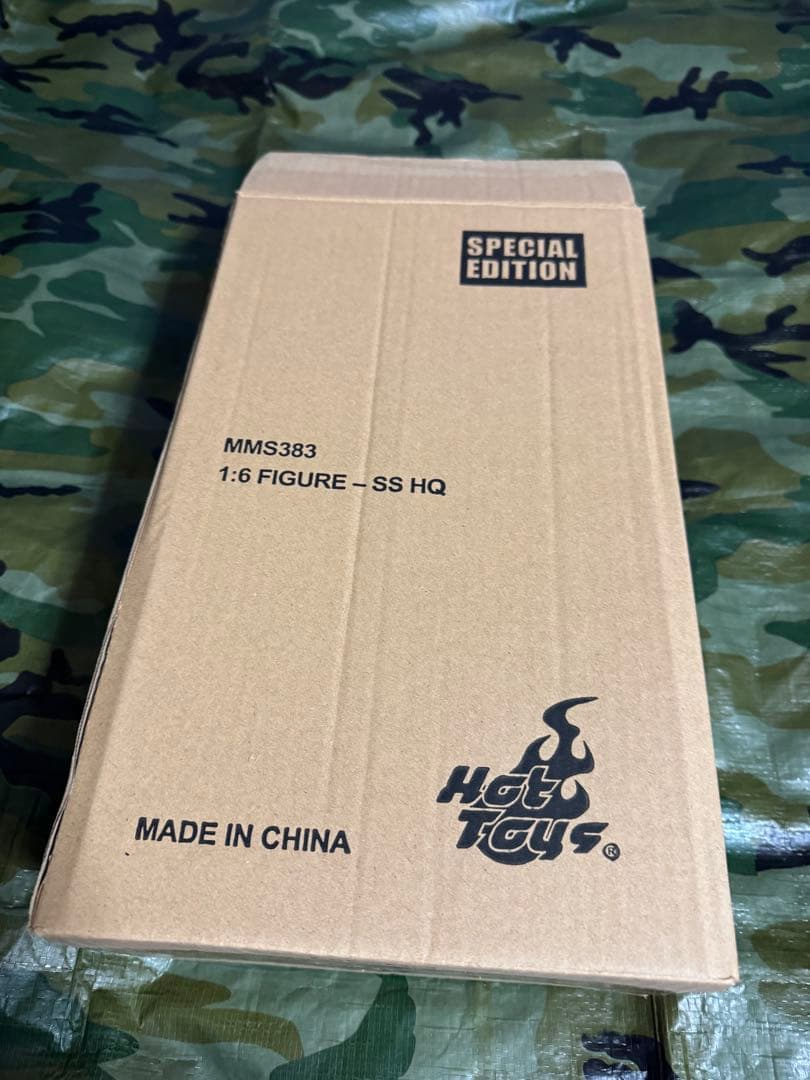 SPECIAL
EDITION
MMS383
1:6 FIGURE – SS HQ
Hot
Toys®
MADE IN CHINA